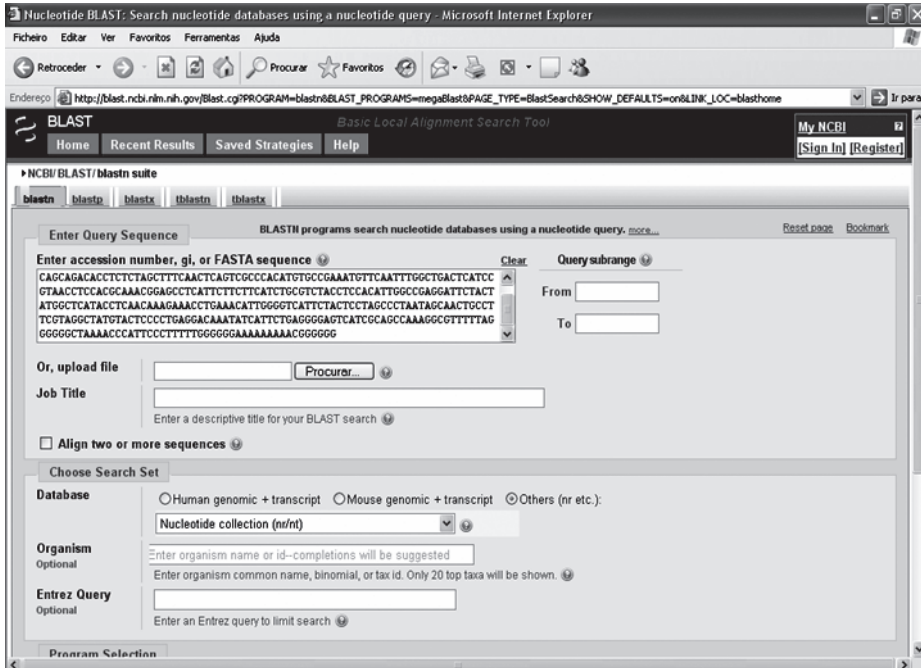 Nucleotide BLAST: Search nucleotide databases using a nucleotide query - Microsoft Internet Explorer
Ficheiro Editar Ver Favoritos Ferramentas Ajuda
Retroceder Procurar Favoritos
Endereço http://blast.ncbi.nlm.nih.gov/Blast.cgi?PROGRAM=blastn&BLAST_PROGRAMS=megaBlast&PAGE_TYPE=BlastSearch&SHOW_DEFAULTS=on&LINK_LOC=blasthome Ir para
BLAST Basic Local Alignment Search Tool My NCBI
Home Recent Results Saved Strategies Help [Sign In] [Register]
NCBI/ BLAST/ blastn suite
blastn blastp blastx tblastn tblastx
Enter Query Sequence BLASTN programs search nucleotide databases using a nucleotide query. more... Reset page Bookmark
Enter accession number, gi, or FASTA sequence Clear Query subrange
CAGCAGACACCTCTCTAGCTTTCAACTCAGTCGCCCACATGTGCCGAAATGTTCAATTTGGCTGACTCATCC
GTAACCTCCACGCAAACGGAGCCTCATTCTTCTTCATCTGCGTCTACCTCCACATTGGCCGAGGATTCTACT
ATGGCTCATACCTCAACAAAGAAACCTGAAACATTGGGGTCATTCTACTCCTAGCCCTAATAGCAACTGCCT
TCGTAGGCTATGTACTCCCCTGAGGACAAATATCATTCTGAGGGGAGTCATCGCAGCCAAAGGCGTTTTTAG
GGGGGCTAAAACCCATTCCCTTTTTGGGGGGAAAAAAAAACGGGGGG
From
To
Or, upload file Procurar...
Job Title
Enter a descriptive title for your BLAST search
Align two or more sequences
Choose Search Set
Database Human genomic + transcript Mouse genomic + transcript Others (nr etc.):
Nucleotide collection (nr/nt)
Organism Enter organism name or id--completions will be suggested
Optional
Enter organism common name, binomial, or tax id. Only 20 top taxa will be shown.
Entrez Query
Optional
Enter an Entrez query to limit search
Program Selection